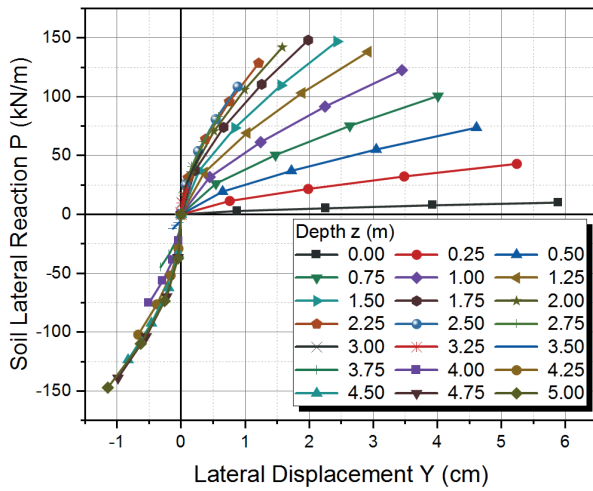 150
100
50
0
-50
-100
-150
Soil Lateral Reaction P (kN/m)
Depth z (m)
0.00 0.25 0.50
0.75 1.00 1.25
1.50 1.75 2.00
2.25 2.50 2.75
3.00 3.25 3.50
3.75 4.00 4.25
4.50 4.75 5.00
-1 0 1 2 3 4 5 6
Lateral Displacement Y (cm)